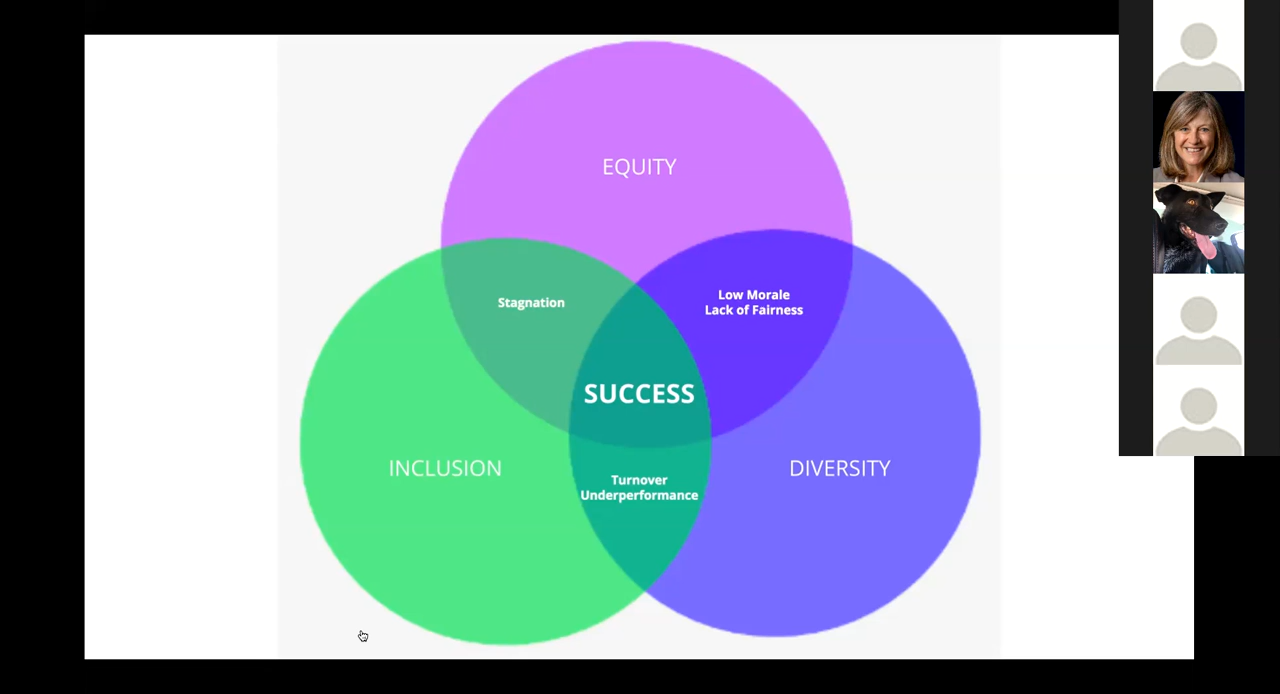 EQUITY
Stagnation
Low Morale
Lack of Fairness
SUCCESS
INCLUSION
DIVERSITY
Turnover
Underperformance